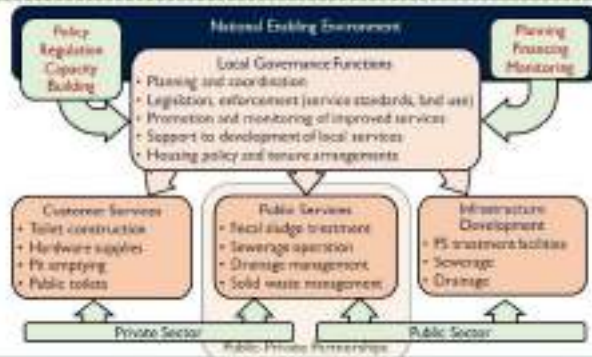 National Enabling Environment
Policy
Regulation
Capacity
Building
Planning
Financing
Monitoring
Local Governance Functions
• Planning and coordination
• Legislation, enforcement (service standards, land use)
• Promotion and monitoring of improved services
• Support to development of local services
• Housing policy and tenure arrangements
Customer Services
• Toilet construction
• Hardware supplies
• Pit emptying
• Public toilets
Public Services
• Fecal sludge treatment
• Sewerage operation
• Drainage management
• Solid waste management
Infrastructure
Development
• FS treatment facilities
• Sewerage
• Drainage
Private Sector
Public Sector
Public-Private Partnerships